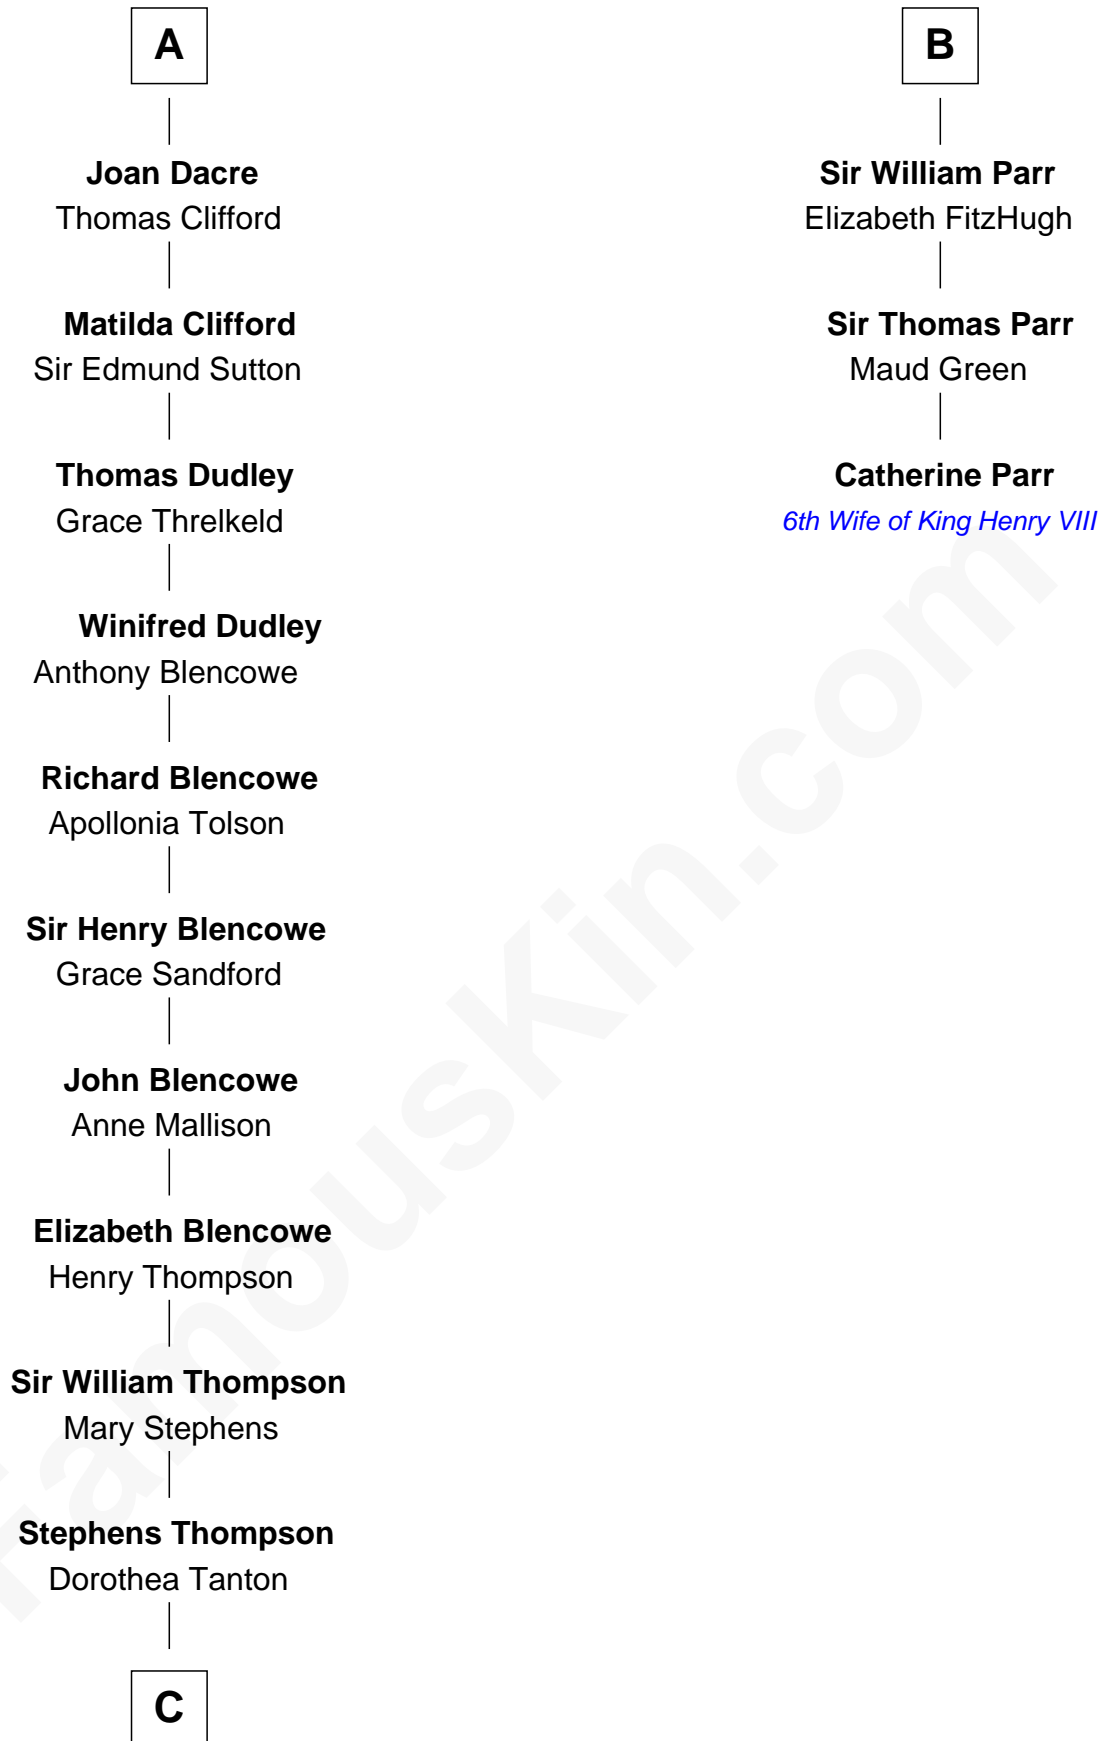 A
Joan Dacre
Thomas Clifford
Matilda Clifford
Sir Edmund Sutton
Thomas Dudley
Grace Threlkeld
Winifred Dudley
Anthony Blencowe
Richard Blencowe
Apollonia Tolson
Sir Henry Blencowe
Grace Sandford
John Blencowe
Anne Mallison
Elizabeth Blencowe
Henry Thompson
Sir William Thompson
Mary Stephens
Stephens Thompson
Dorothea Tanton
C
B
Sir William Parr
Elizabeth FitzHugh
Sir Thomas Parr
Maud Green
Catherine Parr
6th Wife of King Henry VIII
FamousKin.com